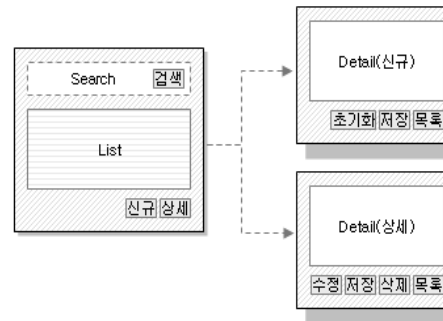 Search 검색
List
신규 상세
Detail(신규)
초기화 저장 목록
Detail(상세)
수정 저장 삭제 목록